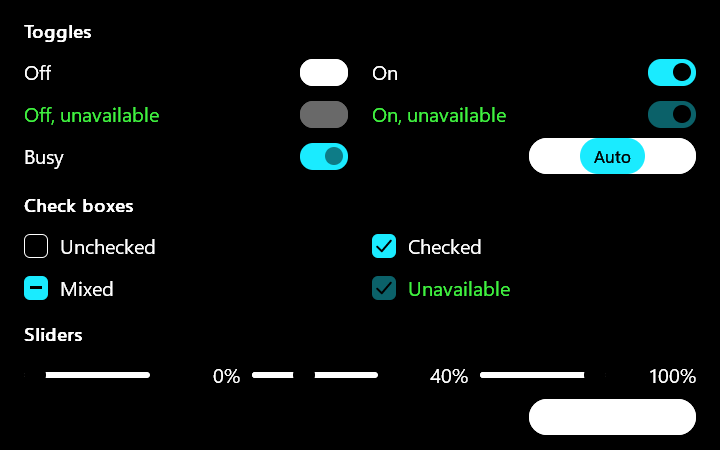 Toggles
Off
On
Off, unavailable
On, unavailable
Busy
Auto
Check boxes
Unchecked
Checked
Mixed
Unavailable
Sliders
0%
40%
100%